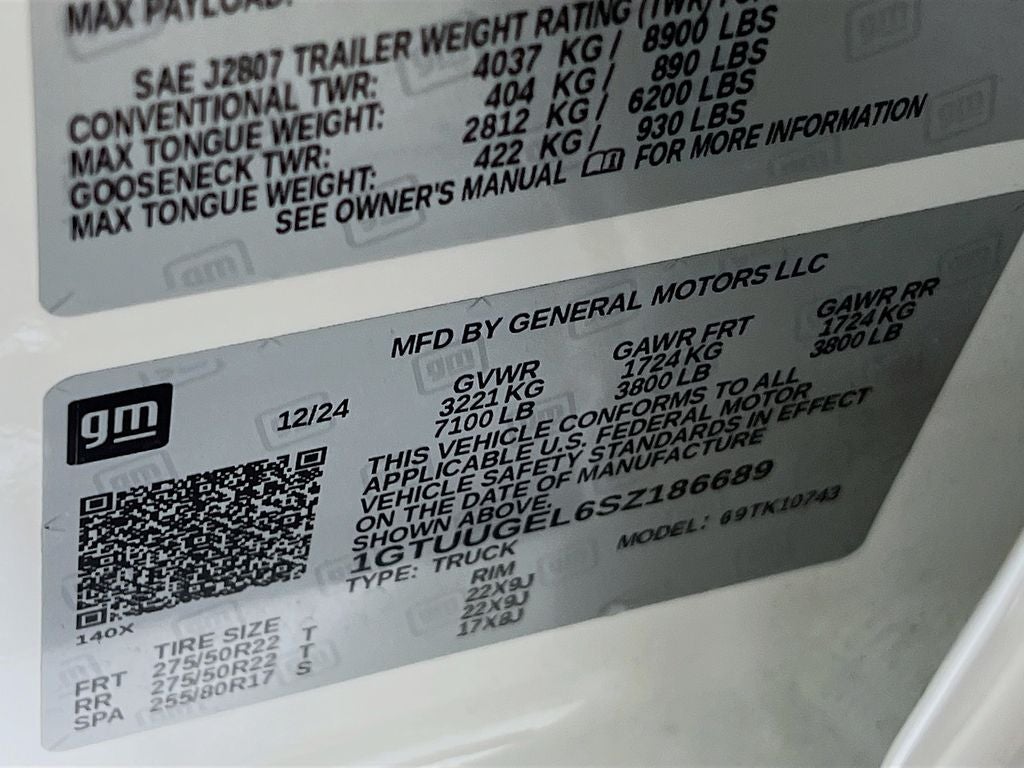 MAX PAYLOAD:
SAE J2807 TRAILER WEIGHT RATING (TWR)
CONVENTIONAL TWR: 4037 KG/ 8900 LBS
MAX TONGUE WEIGHT: 404 KG/ 890 LBS
GOOSENECK TWR: 2812 KG/ 6200 LBS
MAX TONGUE WEIGHT: 422 KG/ 930 LBS
SEE OWNER'S MANUAL FOR MORE INFORMATION
MFD BY GENERAL MOTORS LLC
gm
12/24
GVWR GAWR FRT GAWR RR
3221 KG 1724 KG 1724 KG
7100 LB 3800 LB 3800 LB
THIS VEHICLE CONFORMS TO ALL
APPLICABLE U.S. FEDERAL MOTOR
VEHICLE SAFETY STANDARDS IN EFFECT
ON THE DATE OF MANUFACTURE
SHOWN ABOVE.
1GTUUGEL6SZ186689
TYPE: TRUCK MODEL: 69TK10743
140X
TIRE SIZE RIM
FRT 275/50R22 T 22X9J
RR 275/50R22 T 22X9J
SPA 255/80R17 S 17X8J